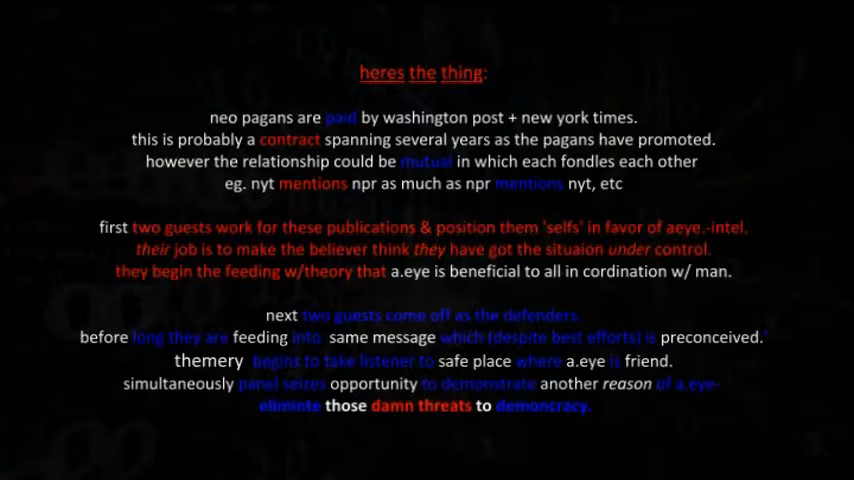 heres the thing:
neo pagans are paid by washington post + new york times.
this is probably a contract spanning several years as the pagans have promoted.
however the relationship could be mutual in which each fondles each other
eg. nyt mentions npr as much as npr mentions nyt, etc
first two guests work for these publications & position them 'selfs' in favor of aeye.-intel.
their job is to make the believer think they have got the situaion under control.
they begin the feeding w/theory that a.eye is beneficial to all in cordination w/ man.
next two guests come off as the defenders.
before long they are feeding into same message which (despite best efforts) is preconceived.'
themery begins to take listener to safe place where a.eye is friend.
simultaneously panel seizes opportunity to demonstrate another reason of a.eye-
eliminte those damn threats to demoncracy.